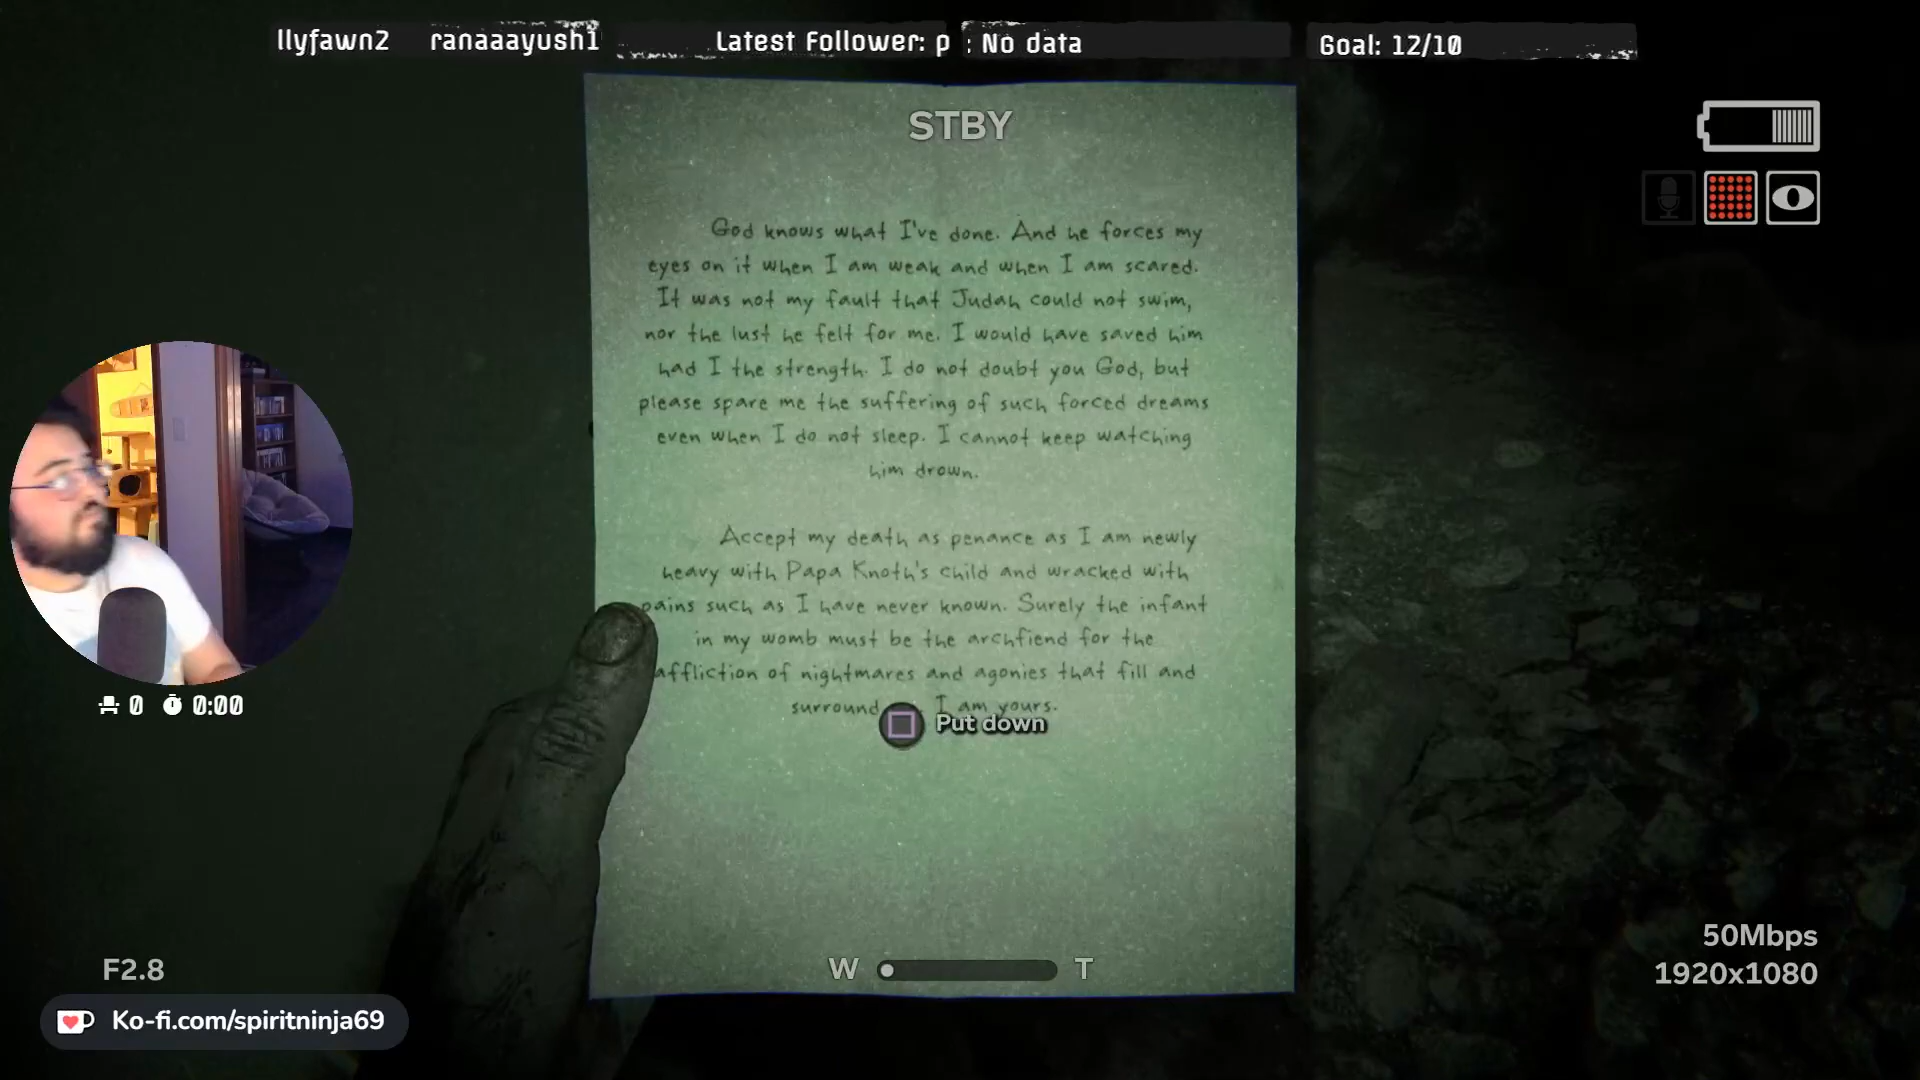 llyfawn2 ranaaayush1 Latest Follower: p : No data Goal: 12/10
STBY
God knows what I've done. And he forces my
eyes on it when I am weak and when I am scared.
It was not my fault that Judah could not swim,
nor the lust he felt for me. I would have saved him
had I the strength. I do not doubt you God, but
please spare me the suffering of such forced dreams
even when I do not sleep. I cannot keep watching
him drown.
Accept my death as penance as I am newly
heavy with Papa Knoth's child and wracked with
pains such as I have never known. Surely the infant
in my womb must be the archfiend for the
affliction of nightmares and agonies that fill and
surround I am yours.
Put down
0 0:00
50Mbps
F2.8 W T 1920x1080
Ko-fi.com/spiritninja69